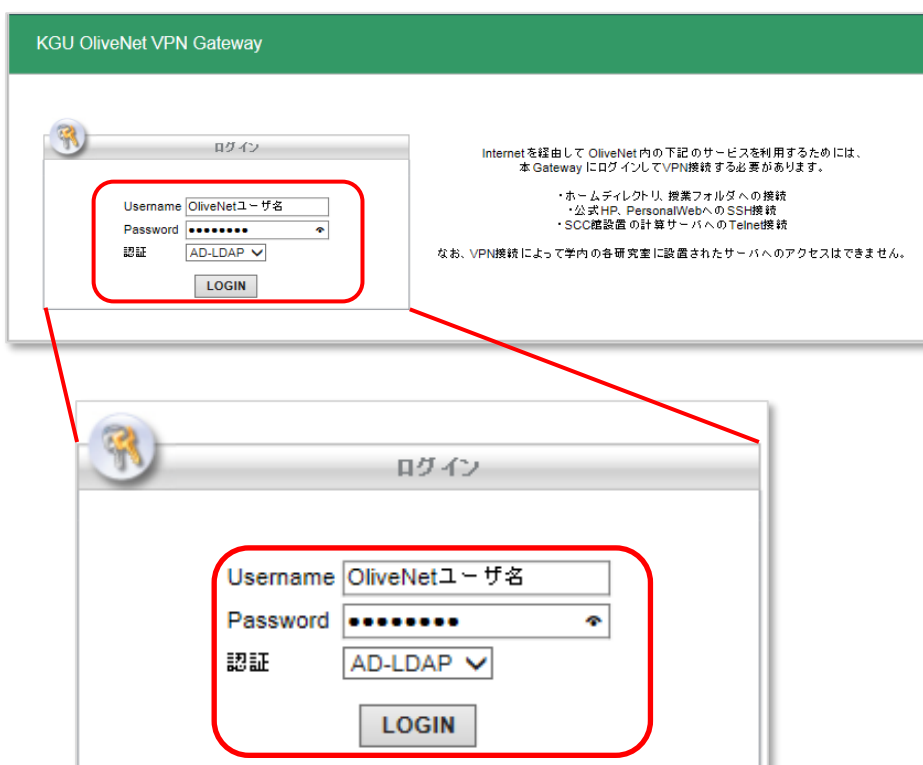 KGU OliveNet VPN Gateway
ログイン
Username OliveNetユーザ名
Password ••••••••
認証 AD-LDAP
LOGIN
Internetを経由して OliveNet内の下記のサービスを利用するためには、
本Gateway にログインしてVPN接続する必要があります。
・ホームディレクトリ, 授業フォルダへの接続
・公式HP、PersonalWebへのSSH接続
・SCC館設置の計算サーバへのTelnet接続
なお、VPN接続によって学内の各研究室に設置されたサーバへのアクセスはできません。
ログイン
Username OliveNetユーザ名
Password ••••••••
認証 AD-LDAP
LOGIN